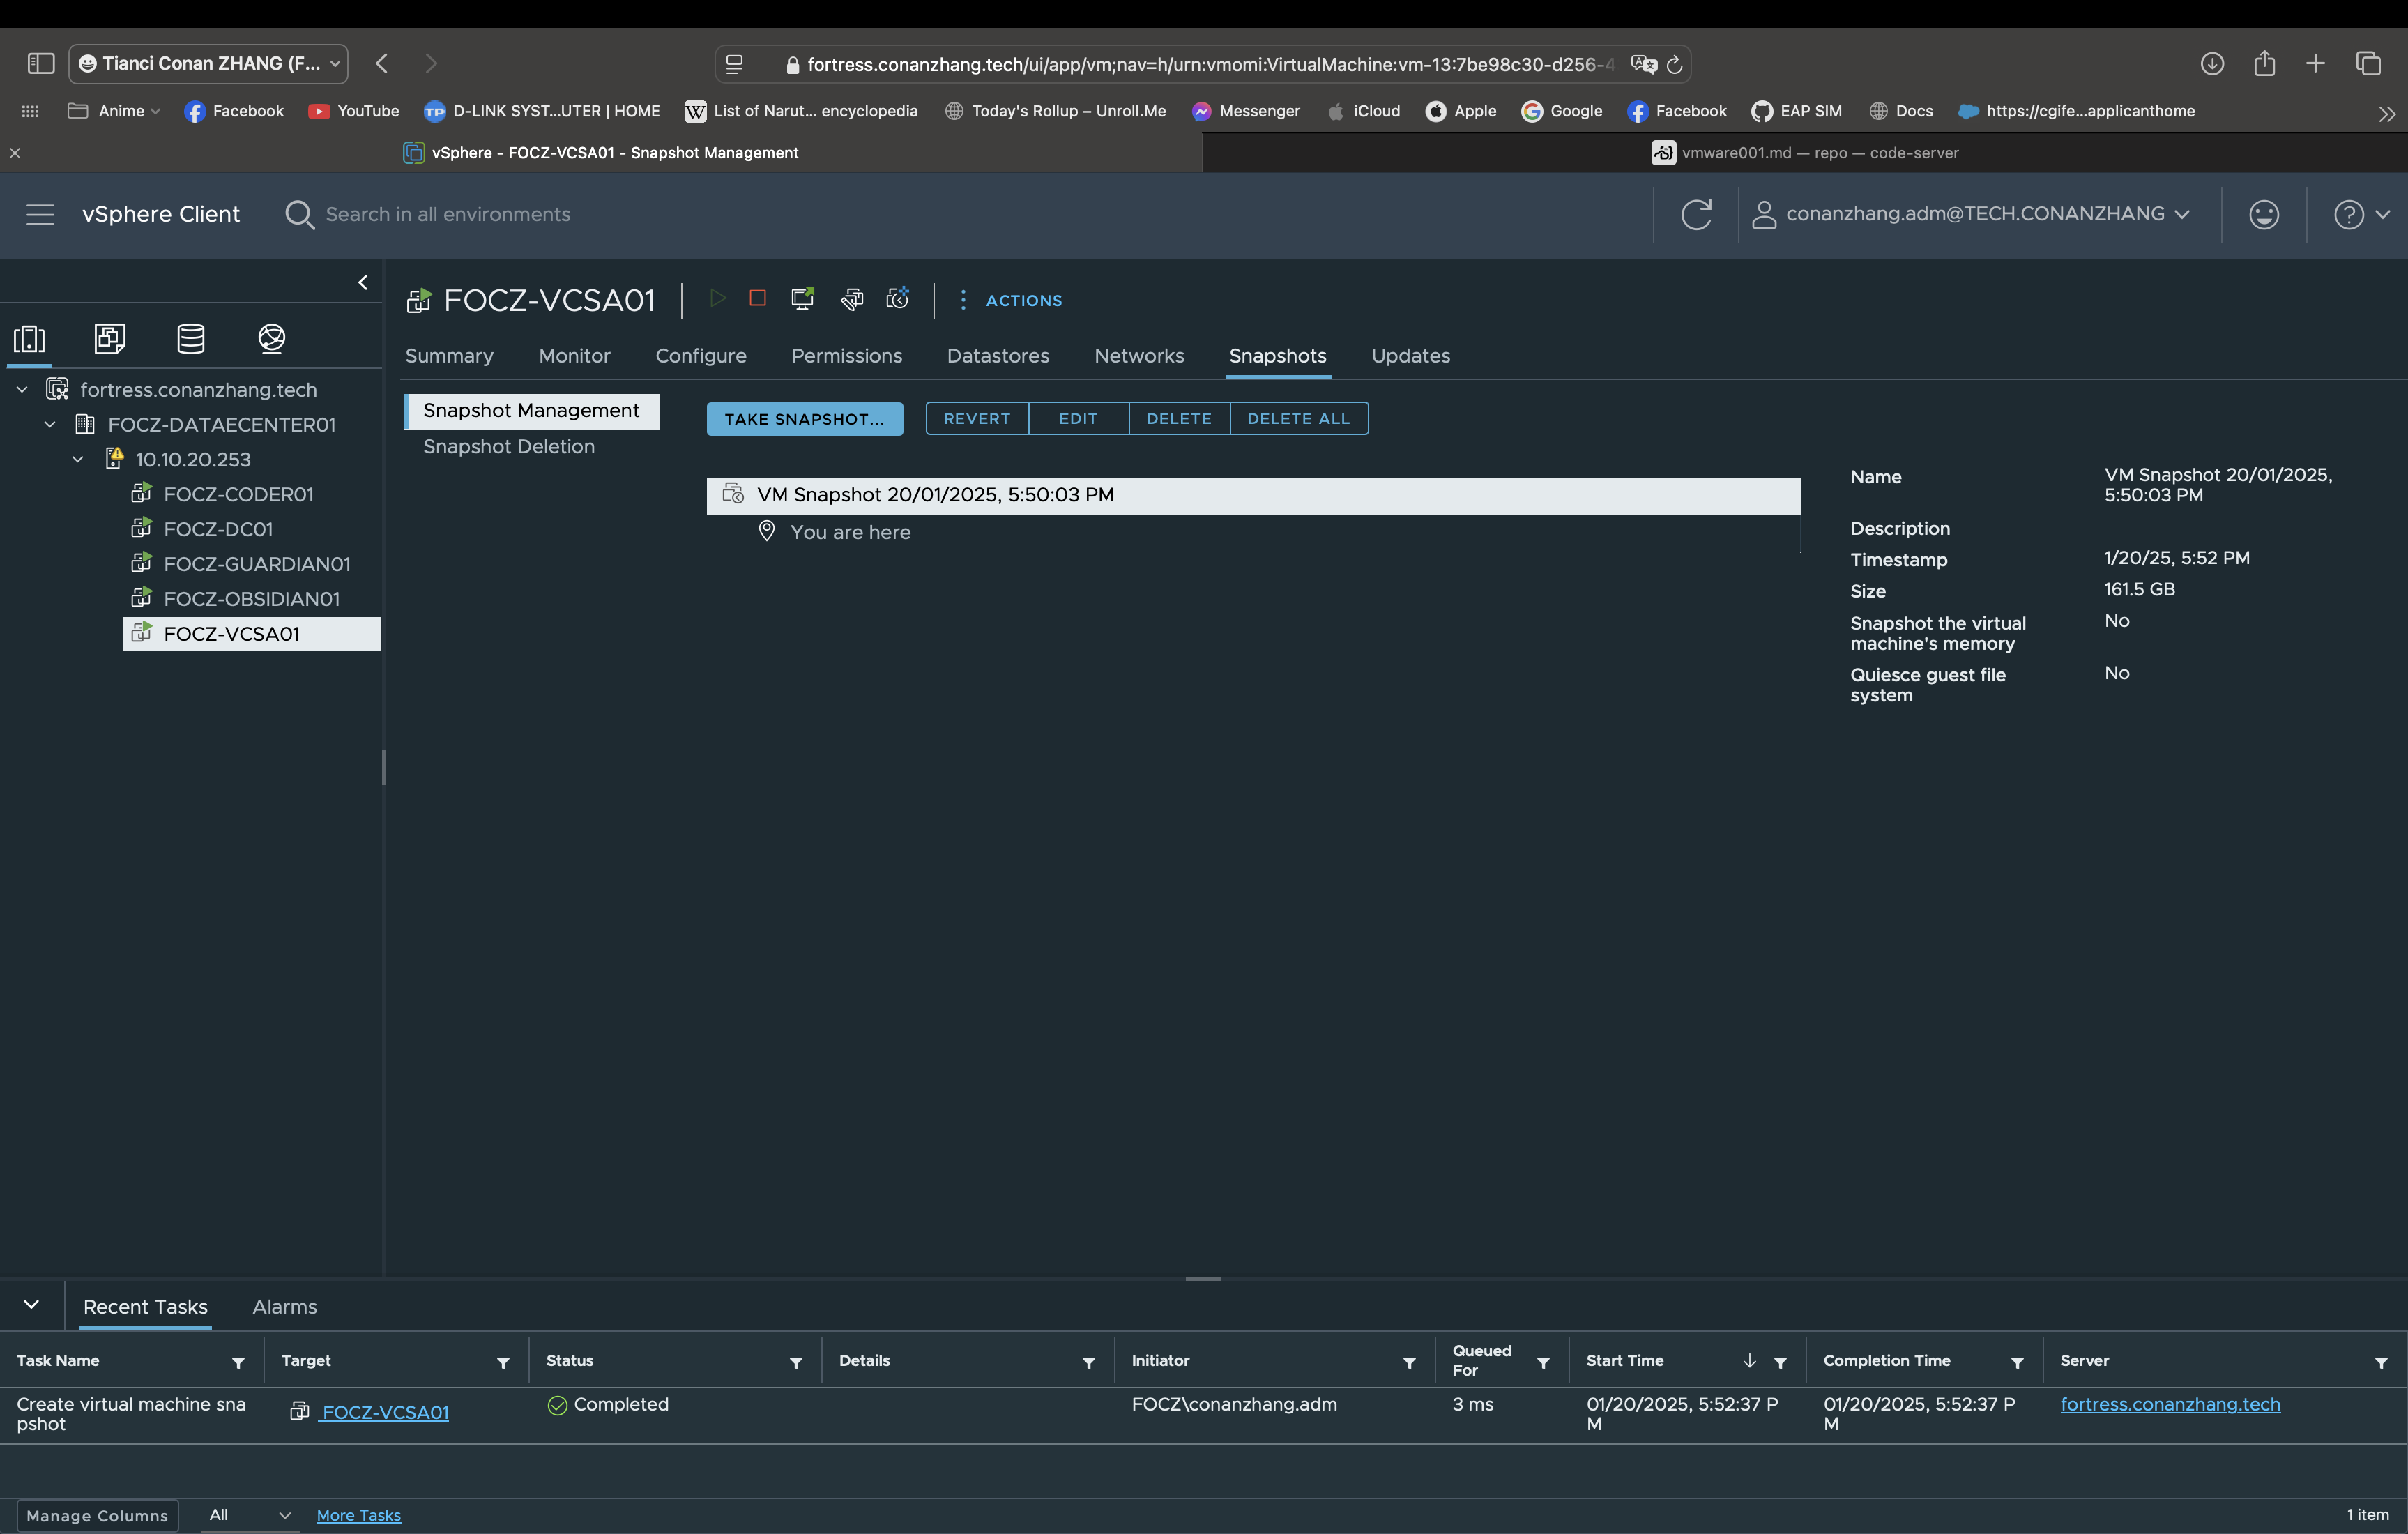 Tianci Conan ZHANG (F...
fortress.conanzhang.tech/ui/app/vm;nav=h/urn:vmomi:VirtualMachine:vm-13:7be98c30-d256-4
Anime
Facebook
YouTube
D-LINK SYST...UTER | HOME
List of Narut... encyclopedia
Today's Rollup – Unroll.Me
Messenger
iCloud
Apple
Google
Facebook
EAP SIM
Docs
https://cgife...applicanthome
vSphere - FOCZ-VCSA01 - Snapshot Management
vmware001.md — repo — code-server
vSphere Client
Search in all environments
conanzhang.adm@TECH.CONANZHANG
fortress.conanzhang.tech
FOCZ-DATAECENTER01
10.10.20.253
FOCZ-CODER01
FOCZ-DC01
FOCZ-GUARDIAN01
FOCZ-OBSIDIAN01
FOCZ-VCSA01
FOCZ-VCSA01
ACTIONS
Summary
Monitor
Configure
Permissions
Datastores
Networks
Snapshots
Updates
Snapshot Management
Snapshot Deletion
TAKE SNAPSHOT...
REVERT
EDIT
DELETE
DELETE ALL
VM Snapshot 20/01/2025, 5:50:03 PM
You are here
Name
VM Snapshot 20/01/2025,
5:50:03 PM
Description
Timestamp
1/20/25, 5:52 PM
Size
161.5 GB
Snapshot the virtual
machine's memory
No
Quiesce guest file
system
No
Recent Tasks
Alarms
Task Name
Target
Status
Details
Initiator
Queued
For
Start Time
Completion Time
Server
Create virtual machine sna
pshot
FOCZ-VCSA01
Completed
FOCZ\conanzhang.adm
3 ms
01/20/2025, 5:52:37 P
M
01/20/2025, 5:52:37 P
M
fortress.conanzhang.tech
Manage Columns
All
More Tasks
1 item